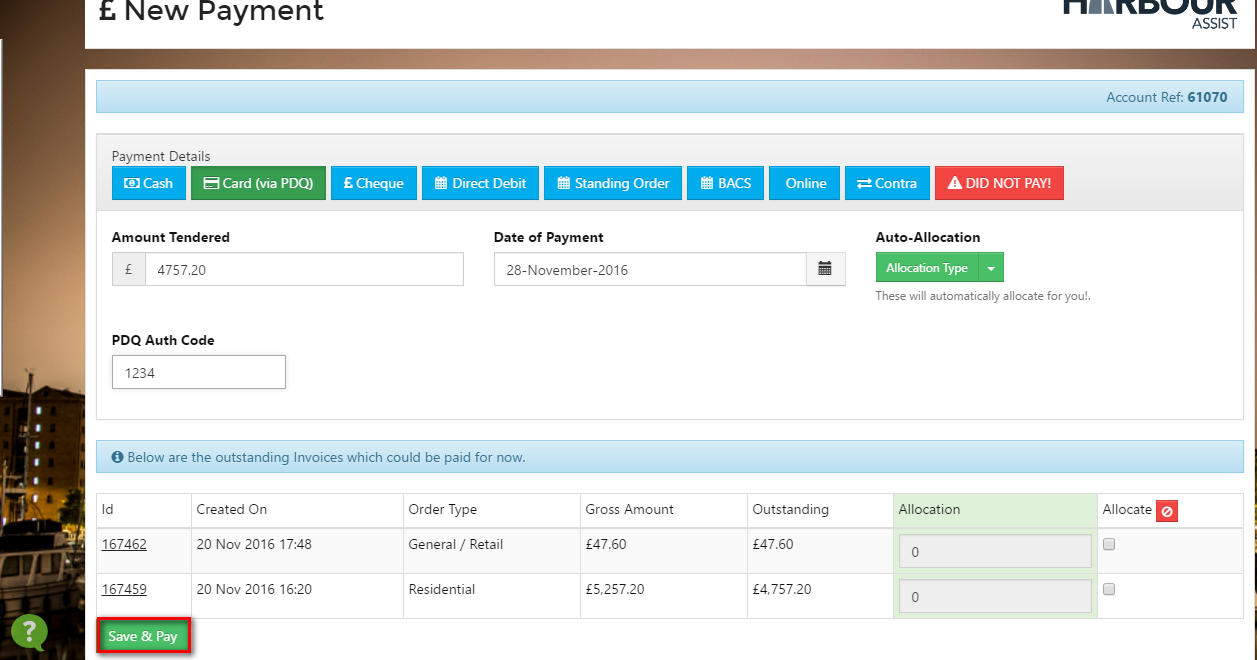 £ New Payment
HARBOUR
ASSIST
Account Ref: 61070
Payment Details
Cash
Card (via PDQ)
£ Cheque
Direct Debit
Standing Order
BACS
Online
Contra
DID NOT PAY!
Amount Tendered
Date of Payment
Auto-Allocation
£ 4757.20
28-November-2016
Allocation Type
These will automatically allocate for you!.
PDQ Auth Code
1234
Below are the outstanding Invoices which could be paid for now.
Id Created On Order Type Gross Amount Outstanding Allocation Allocate
167462 20 Nov 2016 17:48 General / Retail £47.60 £47.60 0
167459 20 Nov 2016 16:20 Residential £5,257.20 £4,757.20 0
Save & Pay
?